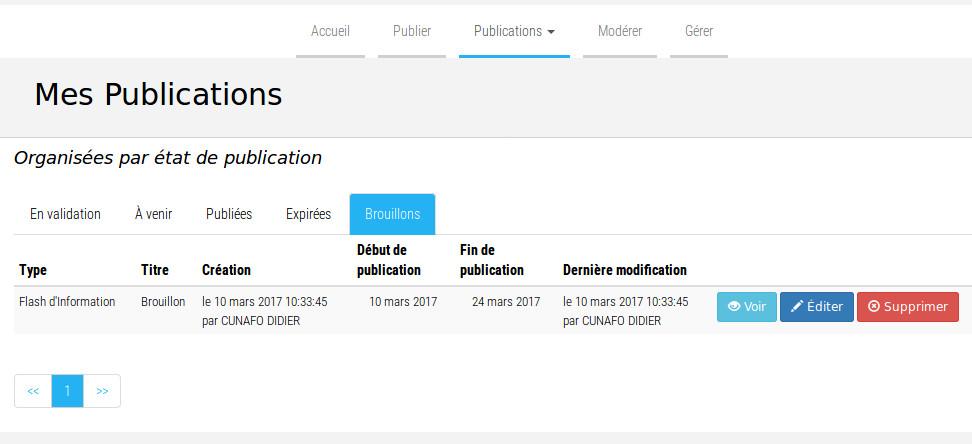 Accueil Publier Publications Modérer Gérer
Mes Publications
Organisées par état de publication
En validation À venir Publiées Expirées Brouillons
Type Titre Création Début de publication Fin de publication Dernière modification
Flash d'Information Brouillon le 10 mars 2017 10:33:45 10 mars 2017 24 mars 2017 le 10 mars 2017 10:33:45 Voir Éditer Supprimer
par CUNAFO DIDIER par CUNAFO DIDIER
<< 1 >>